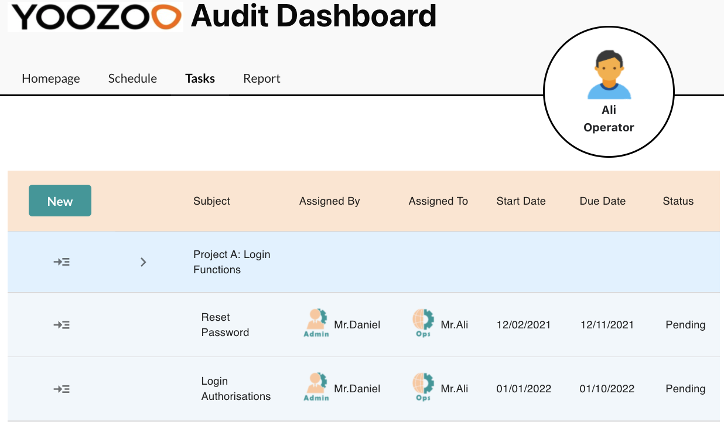 YOOZOO Audit Dashboard
Homepage Schedule Tasks Report
Ali
Operator
New Subject Assigned By Assigned To Start Date Due Date Status
Project A: Login
Functions
Reset
Password
Admin Mr.Daniel Ops Mr.Ali 12/02/2021 12/11/2021 Pending
Login
Authorisations
Admin Mr.Daniel Ops Mr.Ali 01/01/2022 01/10/2022 Pending